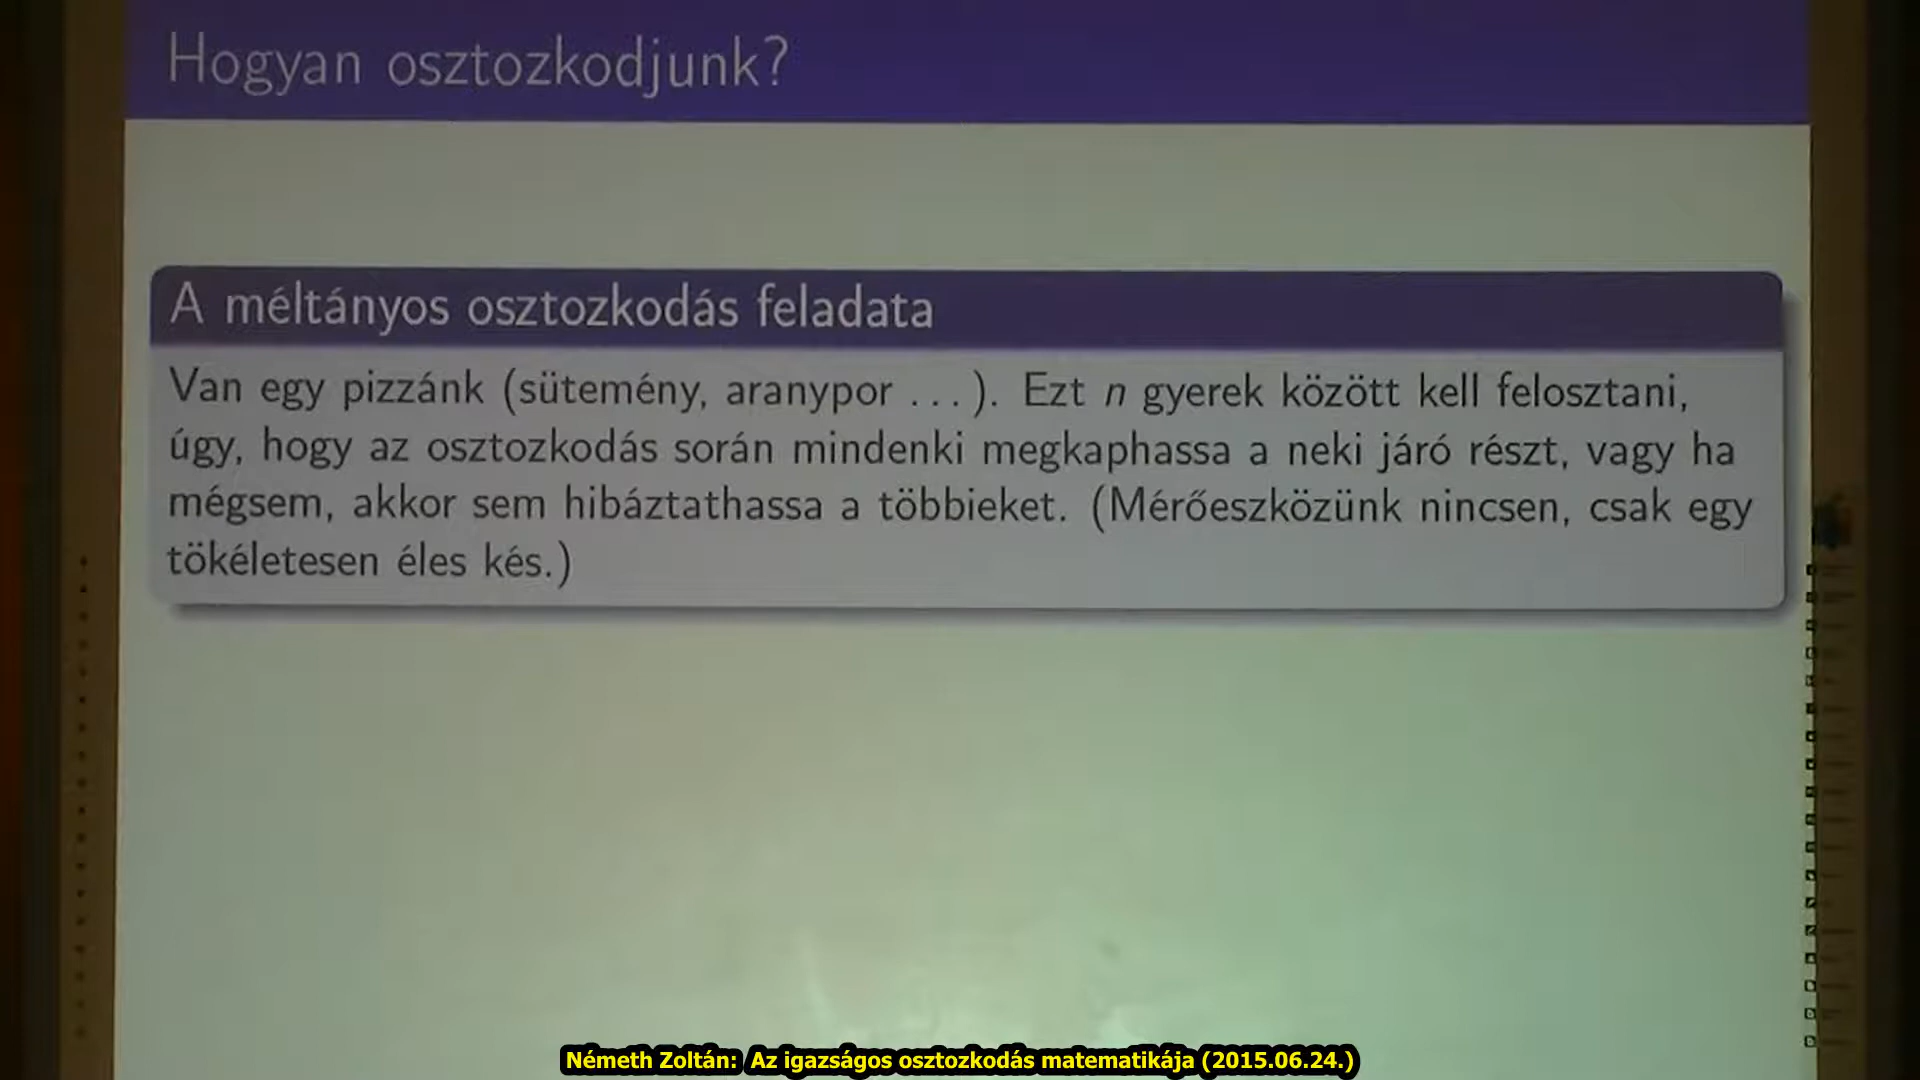 Hogyan osztozkodjunk?
A méltányos osztozkodás feladata
Van egy pizzánk (sütemény, aranypor ...). Ezt n gyerek között kell felosztani,
úgy, hogy az osztozkodás során mindenki megkaphassa a neki járó részt, vagy ha
mégsem, akkor sem hibáztathassa a többieket. (Mérőeszközünk nincsen, csak egy
tökéletesen éles kés.)
Németh Zoltán: Az igazságos osztozkodás matematikája (2015.06.24.)